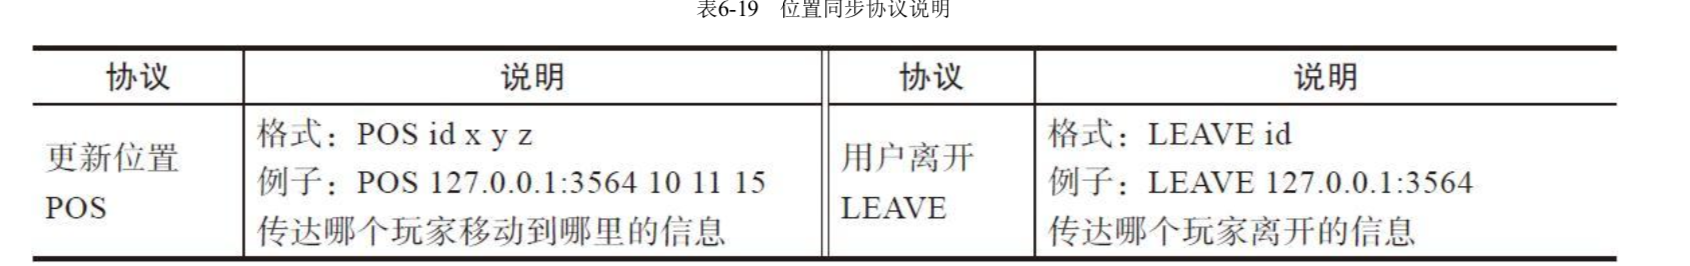 表6-19 位置同步协议说明
协议 说明 协议 说明
更新位置
POS
格式：POS id x y z
例子：POS 127.0.0.1:3564 10 11 15
传达哪个玩家移动到哪里的信息
用户离开
LEAVE
格式：LEAVE id
例子：LEAVE 127.0.0.1:3564
传达哪个玩家离开的信息